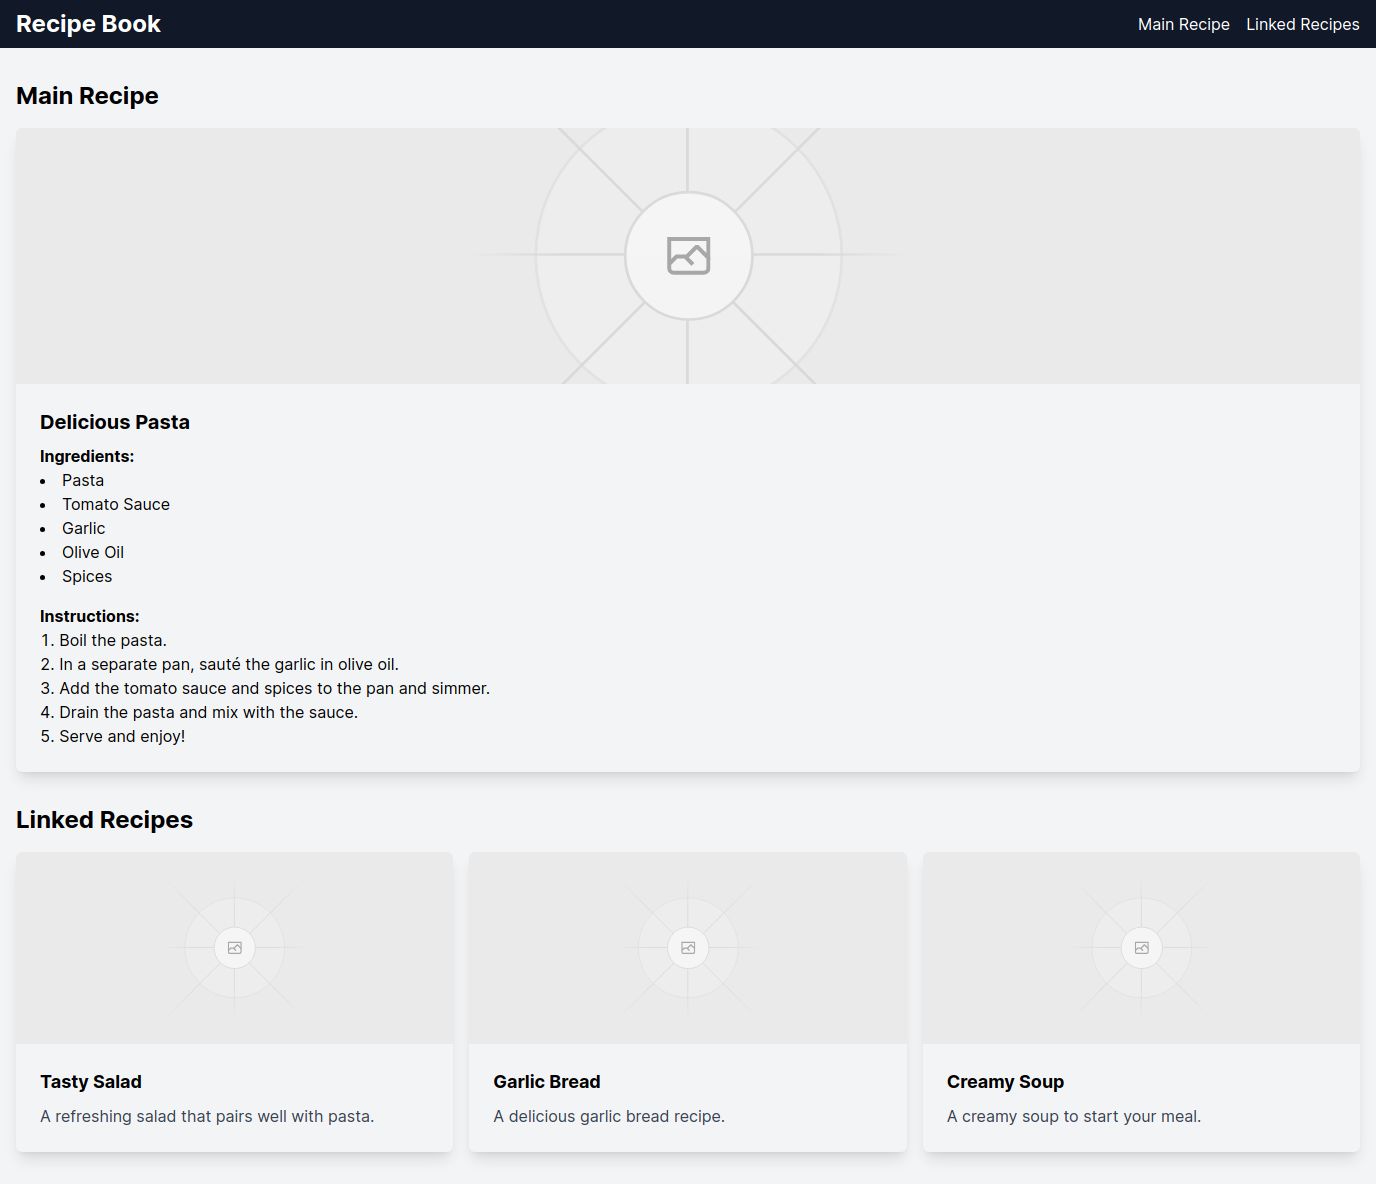 Recipe Book
Main Recipe Linked Recipes
Main Recipe
Delicious Pasta
Ingredients:
• Pasta
• Tomato Sauce
• Garlic
• Olive Oil
• Spices
Instructions:
1. Boil the pasta.
2. In a separate pan, sauté the garlic in olive oil.
3. Add the tomato sauce and spices to the pan and simmer.
4. Drain the pasta and mix with the sauce.
5. Serve and enjoy!
Linked Recipes
Tasty Salad
A refreshing salad that pairs well with pasta.
Garlic Bread
A delicious garlic bread recipe.
Creamy Soup
A creamy soup to start your meal.